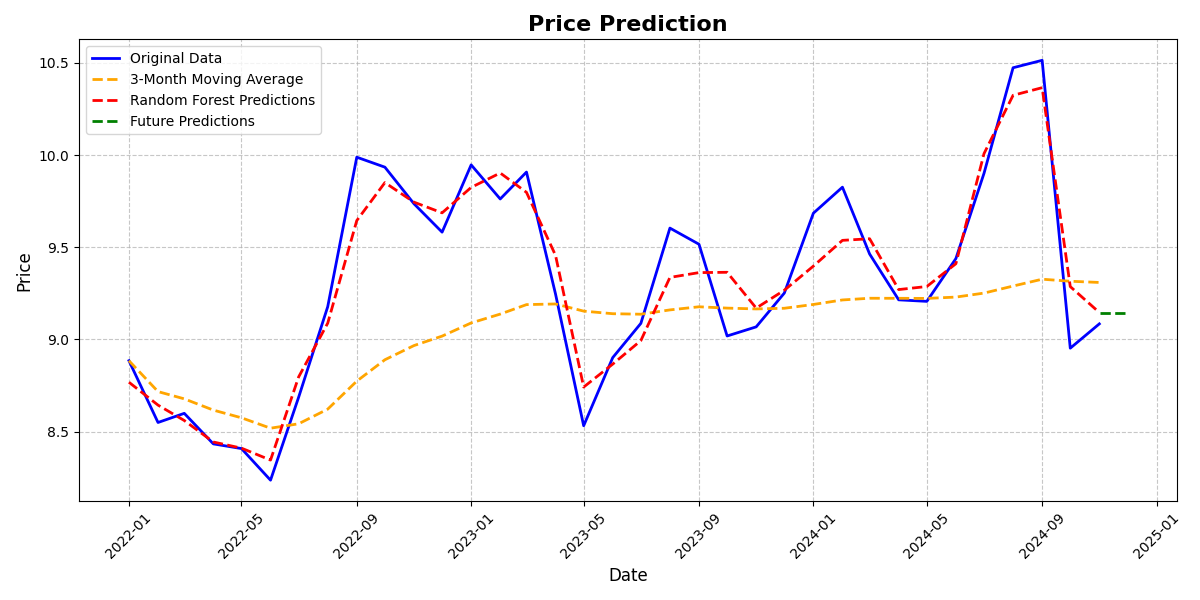 Price Prediction
Original Data
3-Month Moving Average
Random Forest Predictions
Future Predictions
Price
10.5
10.0
9.5
9.0
8.5
2022-01
2022-05
2022-09
2023-01
2023-05
2023-09
2024-01
2024-05
2024-09
2025-01
Date